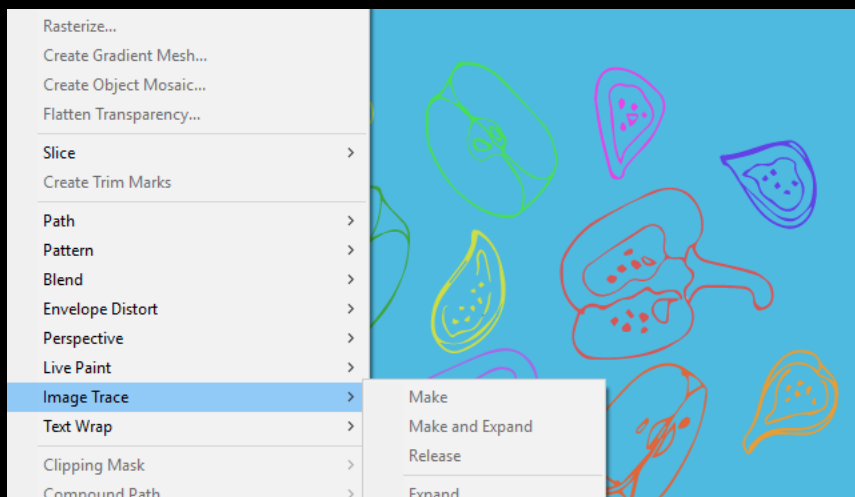 Rasterize...
Create Gradient Mesh...
Create Object Mosaic...
Flatten Transparency...
Slice
Create Trim Marks
Path
Pattern
Blend
Envelope Distort
Perspective
Live Paint
Image Trace
Make
Text Wrap
Make and Expand
Release
Clipping Mask
Compound Path
Expand